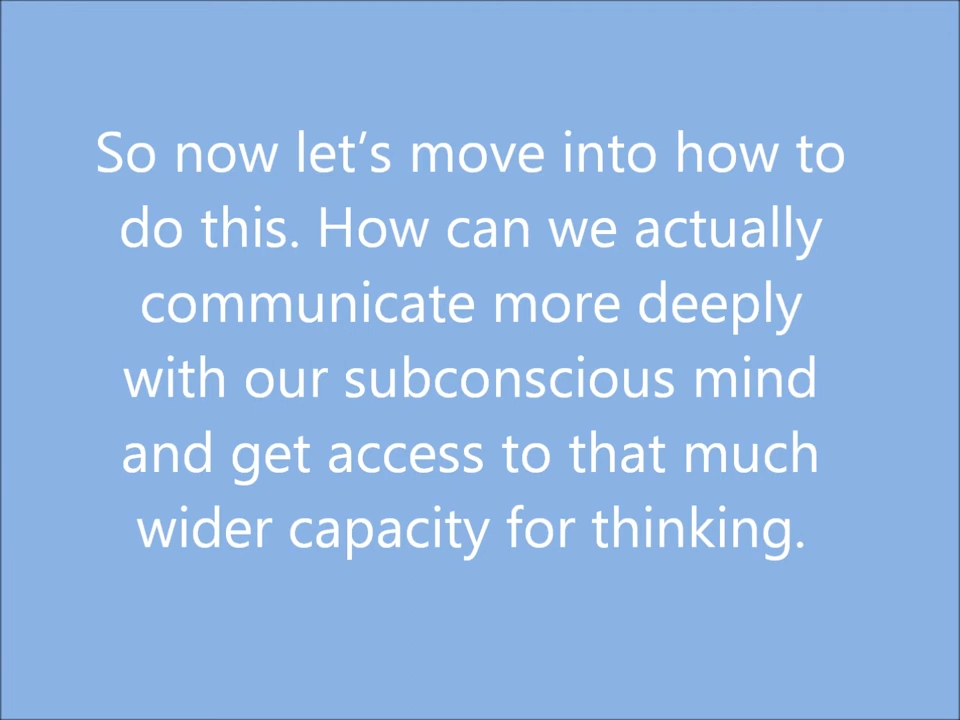 So now let’s move into how to
do this. How can we actually
communicate more deeply
with our subconscious mind
and get access to that much
wider capacity for thinking.